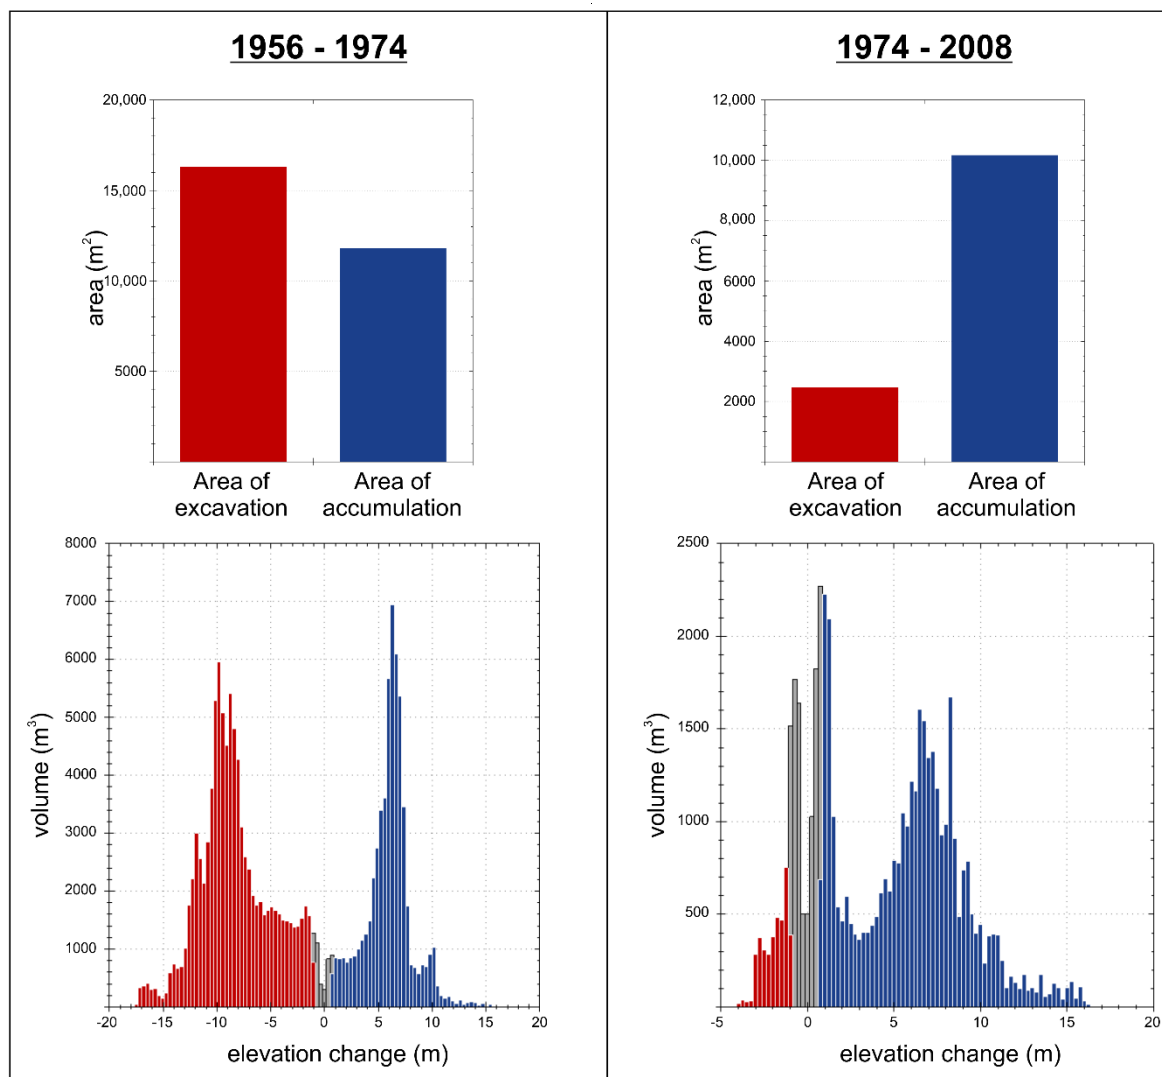 1956 - 1974
20,000
15,000
10,000
5000
area (m²)
Area of
excavation
Area of
accumulation
8000
7000
6000
5000
4000
3000
2000
1000
volume (m³)
-20
-15
-10
-5
0
5
10
15
20
elevation change (m)
1974 - 2008
12,000
10,000
8,000
6000
4000
2000
area (m²)
Area of
excavation
Area of
accumulation
2500
2000
1500
1000
500
0
volume (m³)
-5
0
5
10
15
20
elevation change (m)